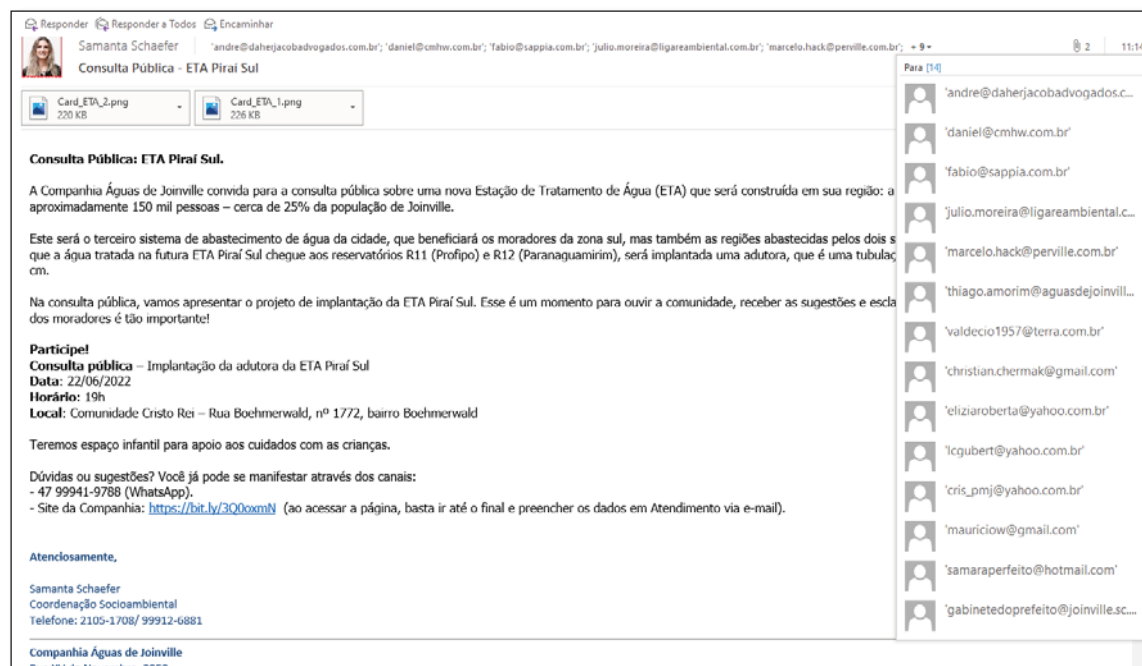 Responder Responder a Todos Encaminhar
Samanta Schaefer 'andre@daherjacobadvogados.com.br'; 'daniel@cmhw.com.br'; 'fabio@sappia.com.br'; 'julio.moreira@ligareambiental.com.br'; 'marcelo.hack@perville.com.br'; + 9 2 11:14
Consulta Pública - ETA Piraí Sul
Para [14]
Card_ETA_2.png
220 KB
Card_ETA_1.png
226 KB
'andre@daherjacobadvogados.c...
'daniel@cmhw.com.br'
'fabio@sappia.com.br'
'julio.moreira@ligareambiental.c...
'marcelo.hack@perville.com.br'
'thiago.amorim@aguasdejoinvill...
'valdecio1957@terra.com.br'
'christian.chermak@gmail.com'
'eliziaroberta@yahoo.com.br'
'lcgubert@yahoo.com.br'
'cris_pmj@yahoo.com.br'
'mauriciow@gmail.com'
'samaraperfeito@hotmail.com'
'gabinetedoprefeito@joinville.sc....
Consulta Pública: ETA Piraí Sul.
A Companhia Águas de Joinville convida para a consulta pública sobre uma nova Estação de Tratamento de Água (ETA) que será construída em sua região: a
aproximadamente 150 mil pessoas – cerca de 25% da população de Joinville.
Este será o terceiro sistema de abastecimento de água da cidade, que beneficiará os moradores da zona sul, mas também as regiões abastecidas pelos dois s
que a água tratada na futura ETA Piraí Sul chegue aos reservatórios R11 (Profipo) e R12 (Paranaguamirim), será implantada uma adutora, que é uma tubulaç
cm.
Na consulta pública, vamos apresentar o projeto de implantação da ETA Piraí Sul. Esse é um momento para ouvir a comunidade, receber as sugestões e escla
dos moradores é tão importante!
Participe!
Consulta pública – Implantação da adutora da ETA Piraí Sul
Data: 22/06/2022
Horário: 19h
Local: Comunidade Cristo Rei – Rua Boehmerwald, nº 1772, bairro Boehmerwald
Teremos espaço infantil para apoio aos cuidados com as crianças.
Dúvidas ou sugestões? Você já pode se manifestar através dos canais:
- 47 99941-9788 (WhatsApp).
- Site da Companhia: https://bit.ly/3Q0oxmN (ao acessar a página, basta ir até o final e preencher os dados em Atendimento via e-mail).
Atenciosamente,
Samanta Schaefer
Coordenação Socioambiental
Telefone: 2105-1708/ 99912-6881
Companhia Águas de Joinville